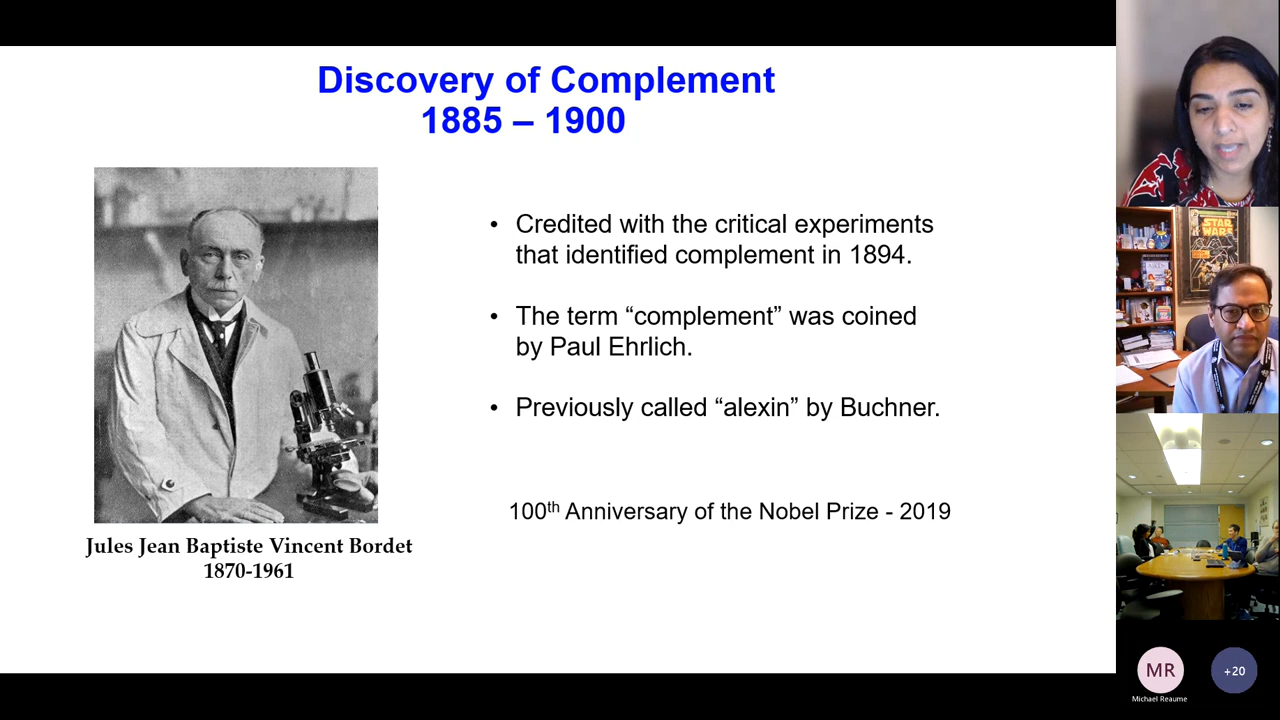 Discovery of Complement
1885 – 1900
• Credited with the critical experiments
that identified complement in 1894.
• The term “complement” was coined
by Paul Ehrlich.
• Previously called “alexin” by Buchner.
100th Anniversary of the Nobel Prize - 2019
Jules Jean Baptiste Vincent Bordet
1870-1961
STAR
WARS
MR
+20
Michael Reaume